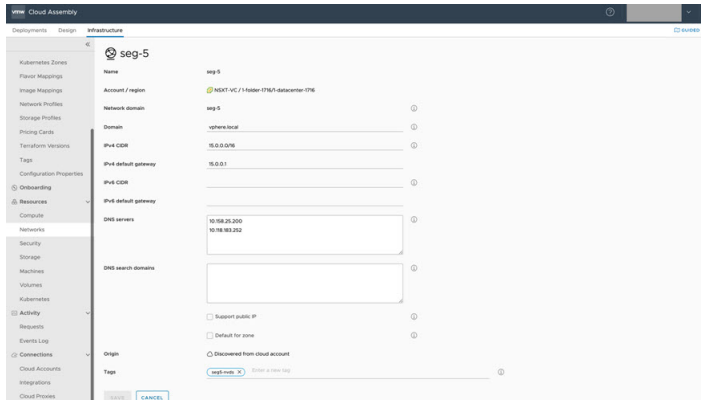 vmw Cloud Assembly
Deployments Design Infrastructure GUIDED
«
Kubernetes Zones
Flavor Mappings
Image Mappings
Network Profiles
Storage Profiles
Pricing Cards
Terraform Versions
Tags
Configuration Properties
Onboarding
Resources
Compute
Networks
Security
Storage
Machines
Volumes
Kubernetes
Activity
Requests
Events Log
Connections
Cloud Accounts
Integrations
Cloud Proxies
seg-5
Name seg-5
Account / region NSXT-VC / 1-folder-1716/1-datacenter-1716
Network domain seg-5
Domain vphere.local
IPv4 CIDR 15.0.0.0/16
IPv4 default gateway 15.0.0.1
IPv6 CIDR
IPv6 default gateway
DNS servers 10.158.25.200
10.118.183.252
DNS search domains
Support public IP
Default for zone
Origin Discovered from cloud account
Tags seg5-nvds X Enter a new tag
SAVE CANCEL